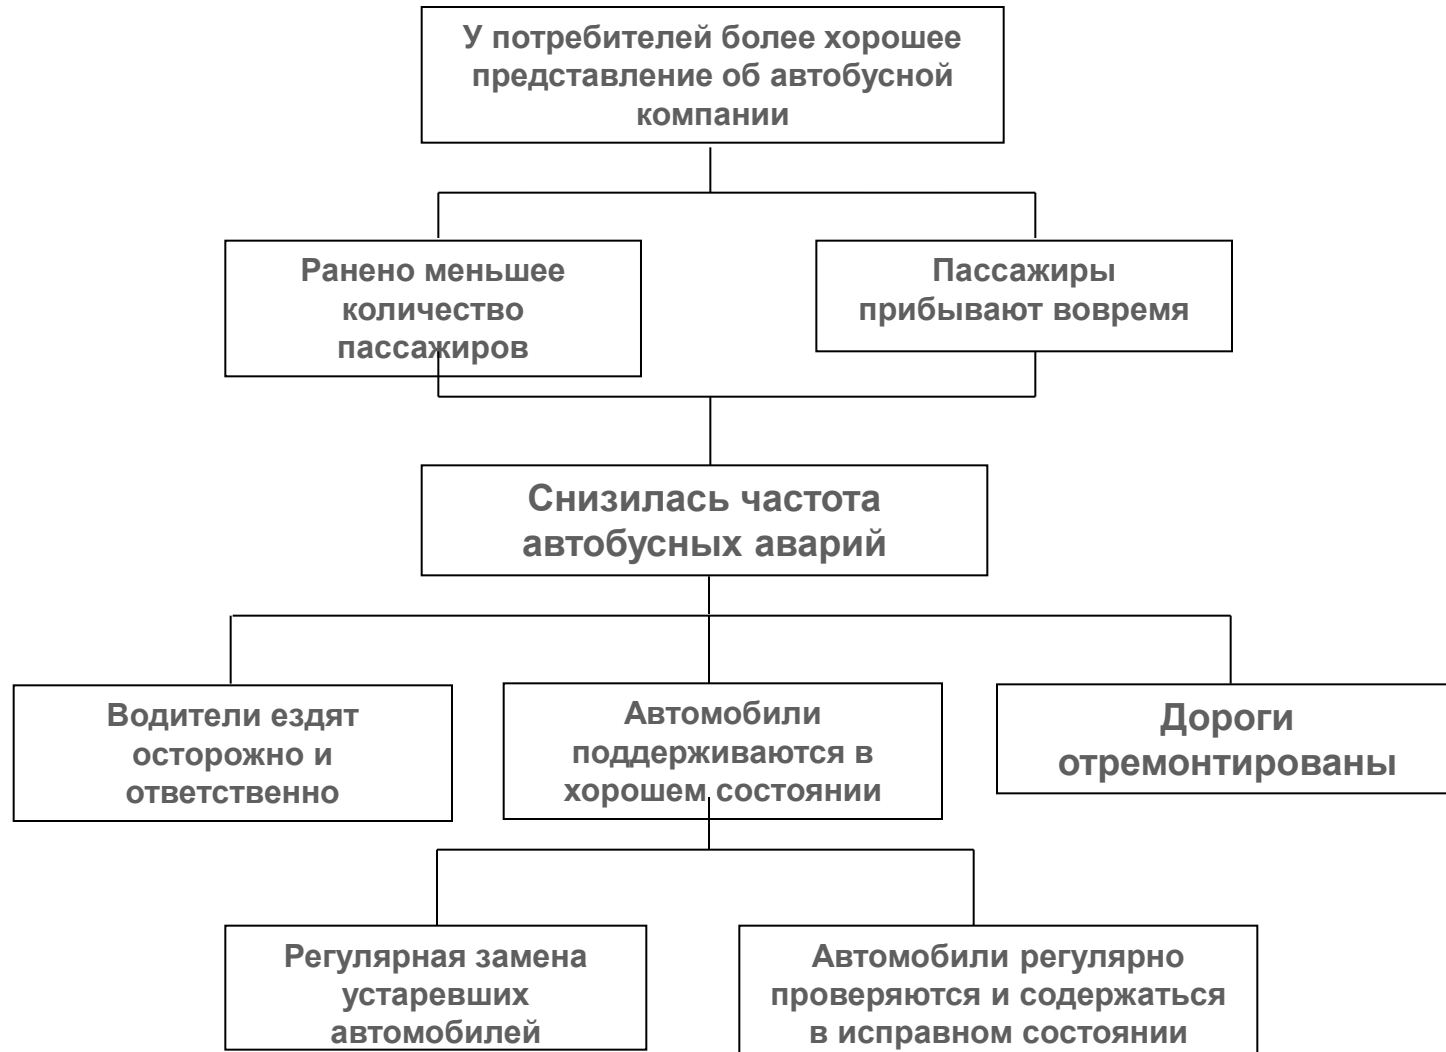 У потребителей более хорошее
представление об автобусной
компании
Ранено меньшее
количество
пассажиров
Пассажиры
прибывают вовремя
Снизилась частота
автобусных аварий
Водители ездят
осторожно и
ответственно
Автомобили
поддерживаются в
хорошем состоянии
Дороги
отремонтированы
Регулярная замена
устаревших
автомобилей
Автомобили регулярно
проверяются и содержаться
в исправном состоянии